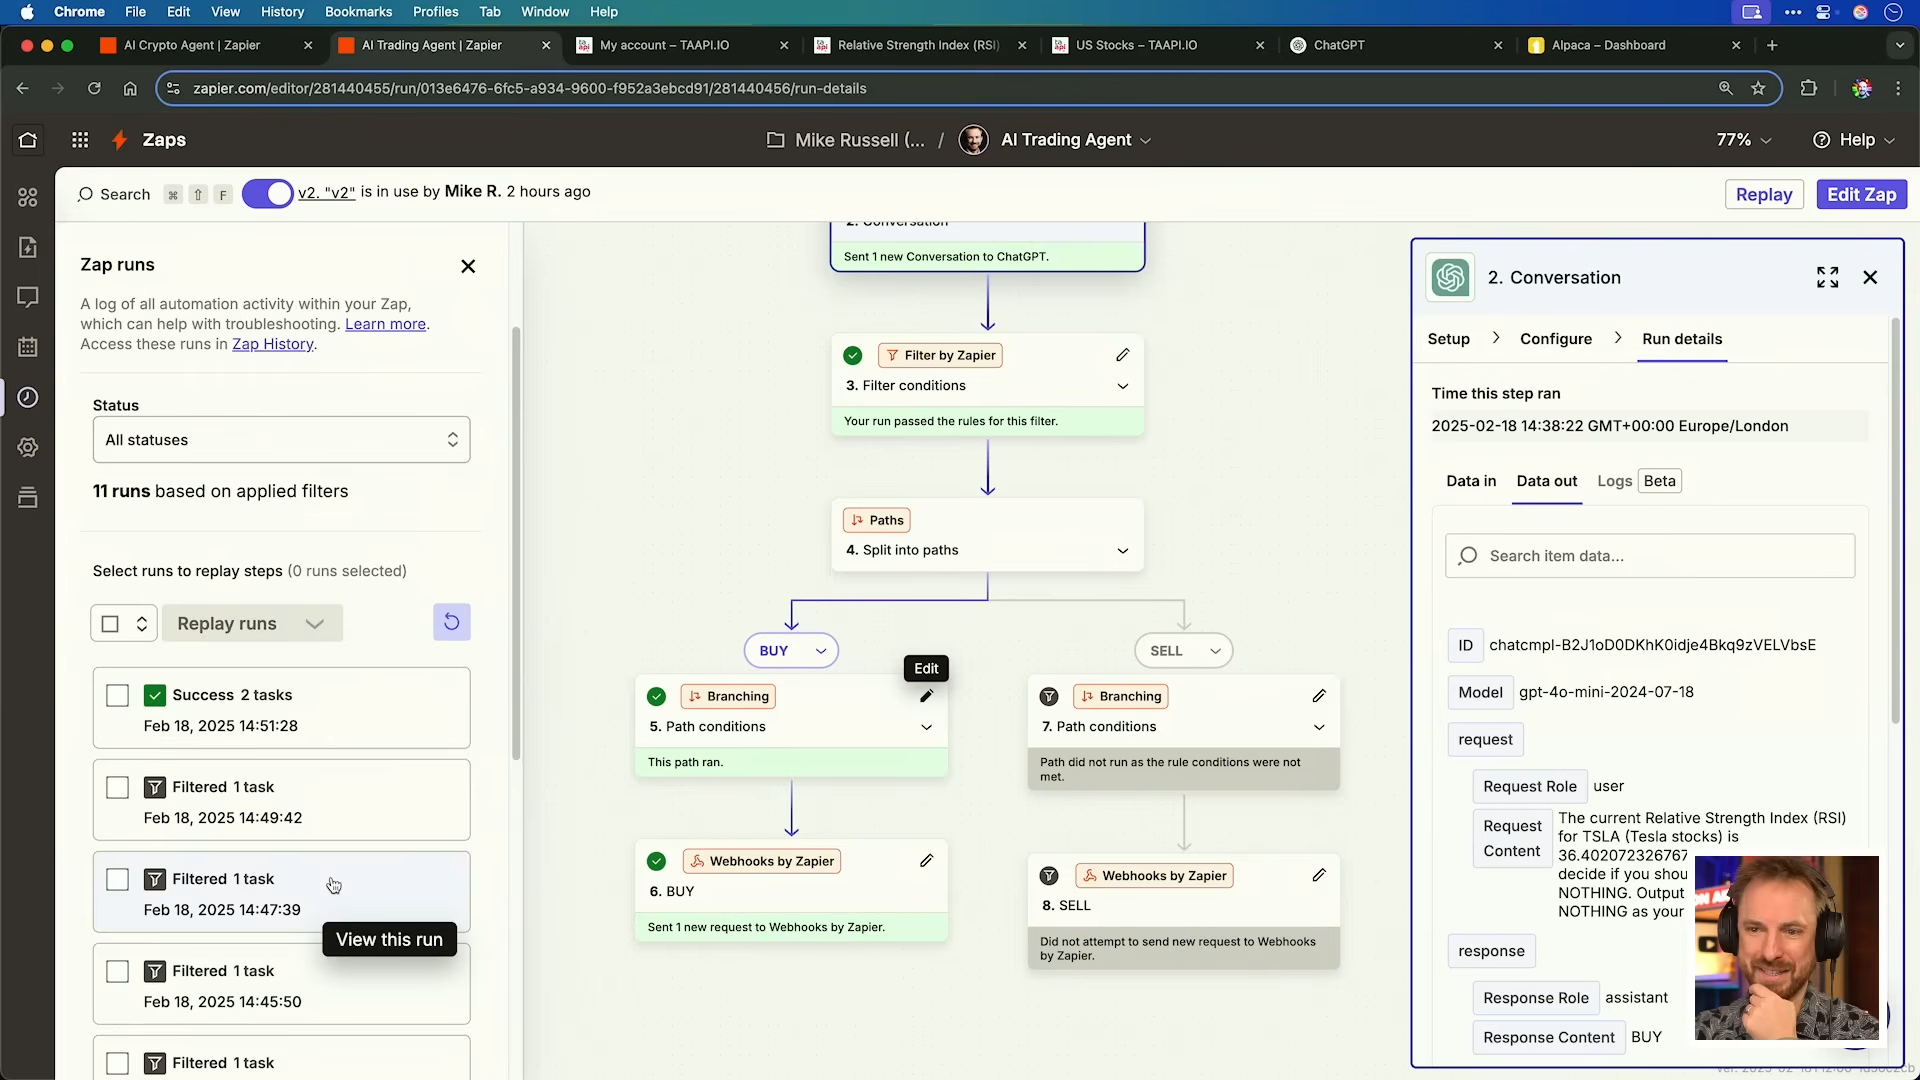 Chrome File Edit View History Bookmarks Profiles Tab Window Help
AI Crypto Agent | Zapier
AI Trading Agent | Zapier
My account – TAAPI.IO
Relative Strength Index (RSI)
US Stocks – TAAPI.IO
ChatGPT
Alpaca – Dashboard
zapier.com/editor/281440455/run/013e6476-6fc5-a934-9600-f952a3ebcd91/281440456/run-details
Zaps
Mike Russell (... / AI Trading Agent
77%
Help
Search ⌘ ⇧ F
v2. "v2" is in use by Mike R. 2 hours ago
Replay
Edit Zap
Zap runs
A log of all automation activity within your Zap,
which can help with troubleshooting. Learn more.
Access these runs in Zap History.
Status
All statuses
11 runs based on applied filters
Select runs to replay steps (0 runs selected)
Replay runs
Success 2 tasks
Feb 18, 2025 14:51:28
Filtered 1 task
Feb 18, 2025 14:49:42
Filtered 1 task
Feb 18, 2025 14:47:39
View this run
Filtered 1 task
Feb 18, 2025 14:45:50
Filtered 1 task
2. Conversation
Sent 1 new Conversation to ChatGPT.
Filter by Zapier
3. Filter conditions
Your run passed the rules for this filter.
Paths
4. Split into paths
BUY
Edit
Branching
5. Path conditions
This path ran.
Webhooks by Zapier
6. BUY
Sent 1 new request to Webhooks by Zapier.
SELL
Branching
7. Path conditions
Path did not run as the rule conditions were not
met.
Webhooks by Zapier
8. SELL
Did not attempt to send new request to Webhooks
by Zapier.
2. Conversation
Setup Configure Run details
Time this step ran
2025-02-18 14:38:22 GMT+00:00 Europe/London
Data in Data out Logs Beta
Search item data...
ID chatcmpl-B2J1oD0DKhK0idje4Bkq9zVELVbsE
Model gpt-4o-mini-2024-07-18
request
Request Role user
Request
Content
The current Relative Strength Index (RSI)
for TSLA (Tesla stocks) is
36.402072326767
decide if you shou
NOTHING. Output
NOTHING as your
response
Response Role assistant
Response Content BUY